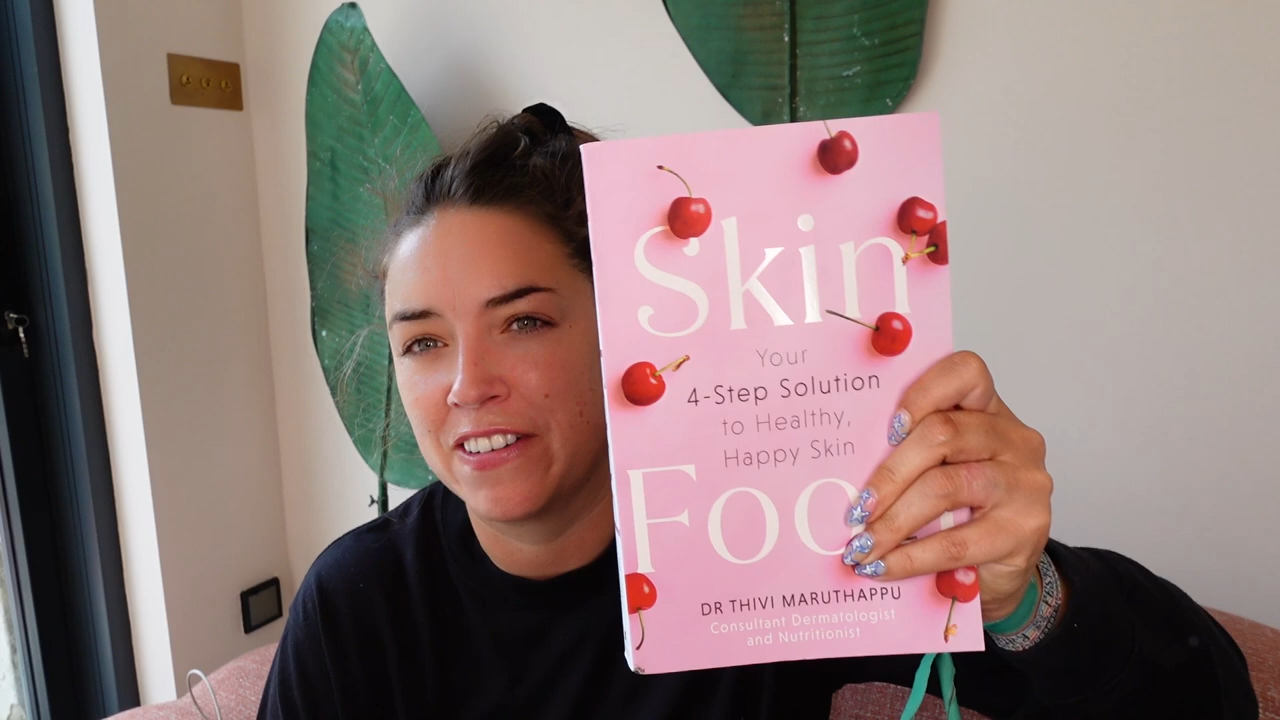 Skin
Your
4-Step Solution
to Healthy,
Happy Skin
DR THIVI MARUTHAPPU
Consultant Dermatologist
and Nutritionist